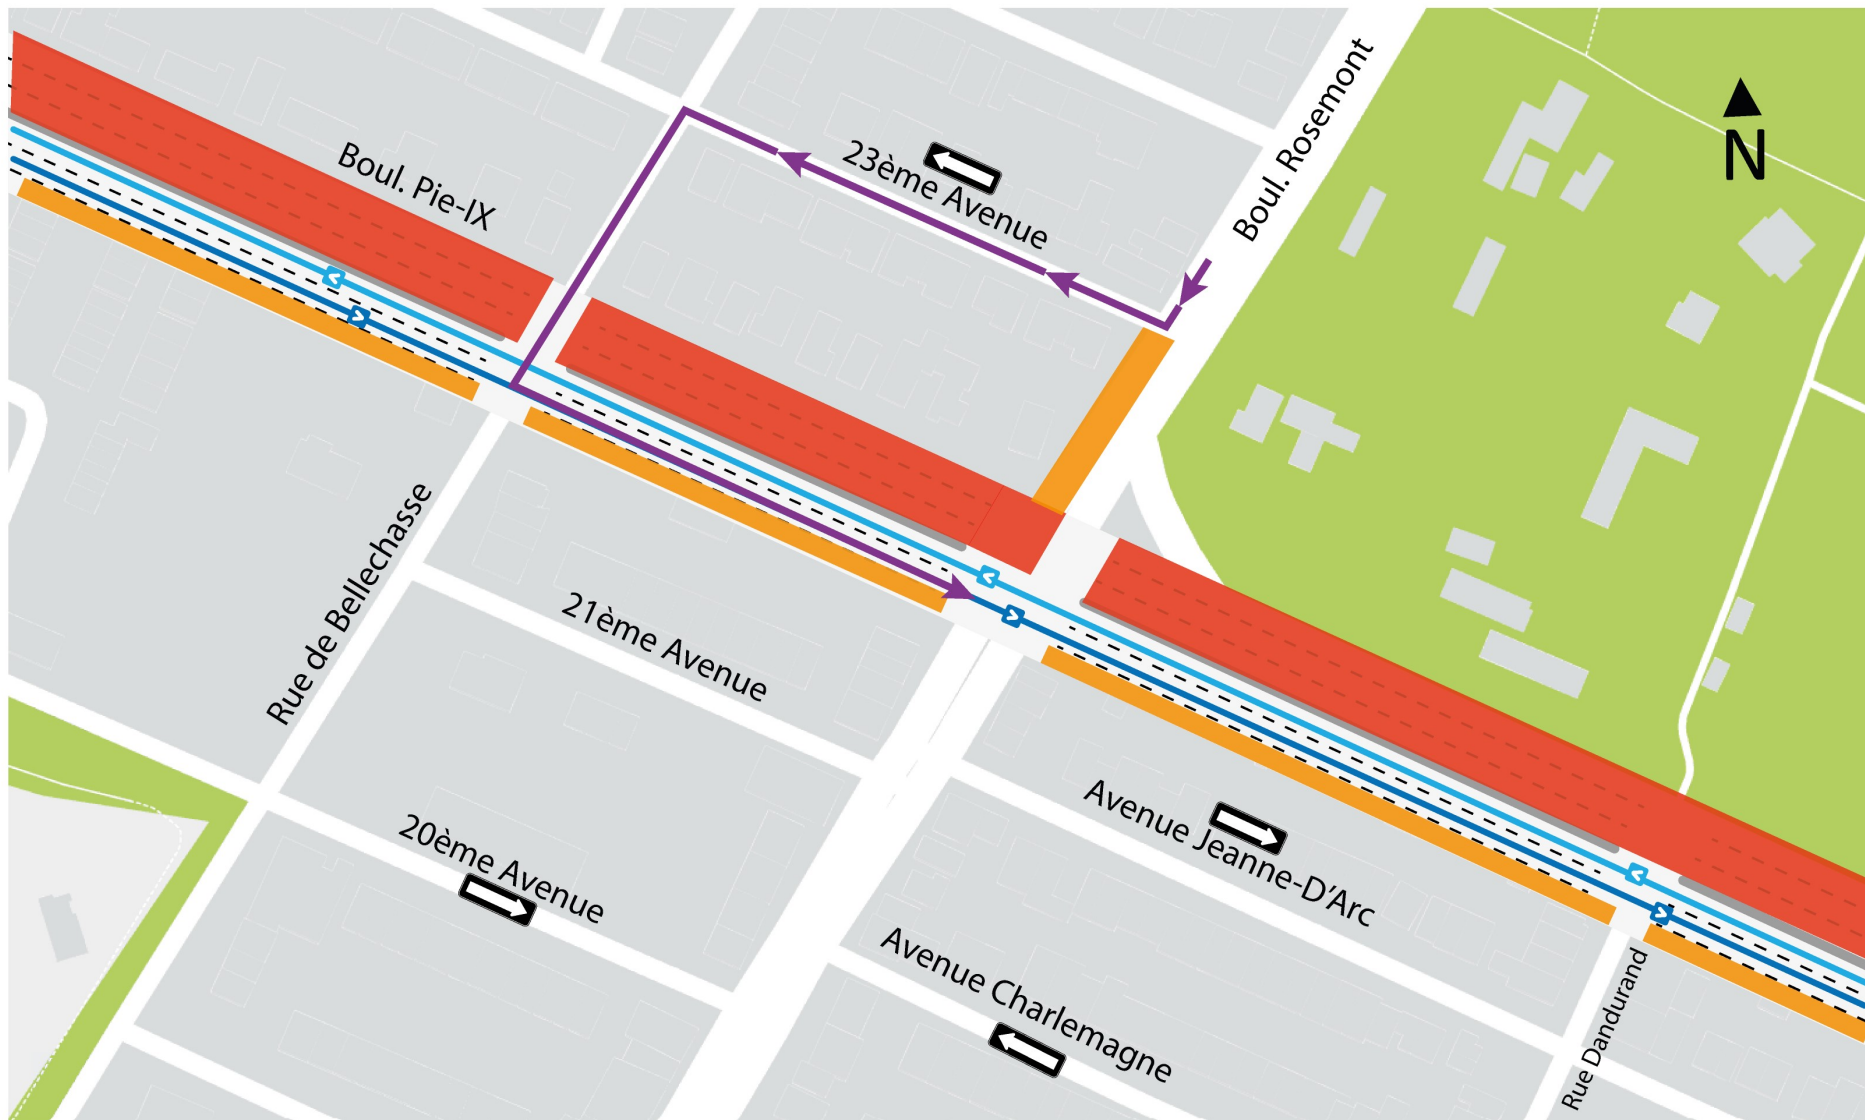 Boul. Rosemont
N
Boul. Pie-IX
23ème Avenue
Rue de Bellechasse
21ème Avenue
20ème Avenue
Avenue Jeanne-D'Arc
Avenue Charlemagne
Rue Dandurand